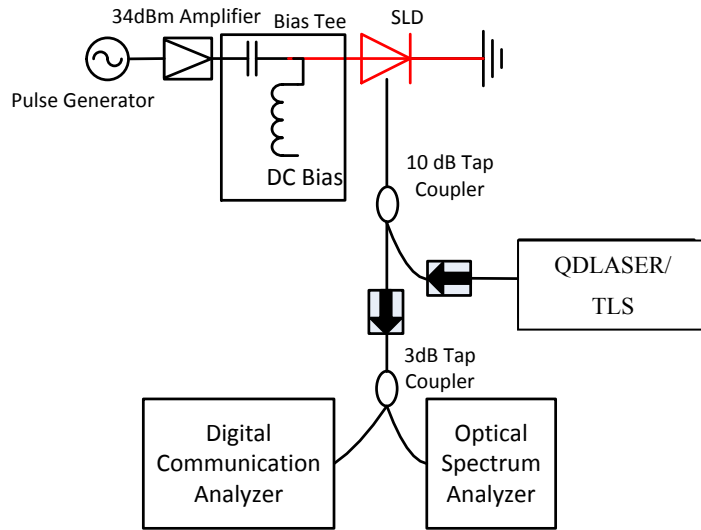 34dBm Amplifier
Bias Tee
SLD
Pulse Generator
DC Bias
10 dB Tap
Coupler
QDLASER/
TLS
3dB Tap
Coupler
Digital
Communication
Analyzer
Optical
Spectrum
Analyzer